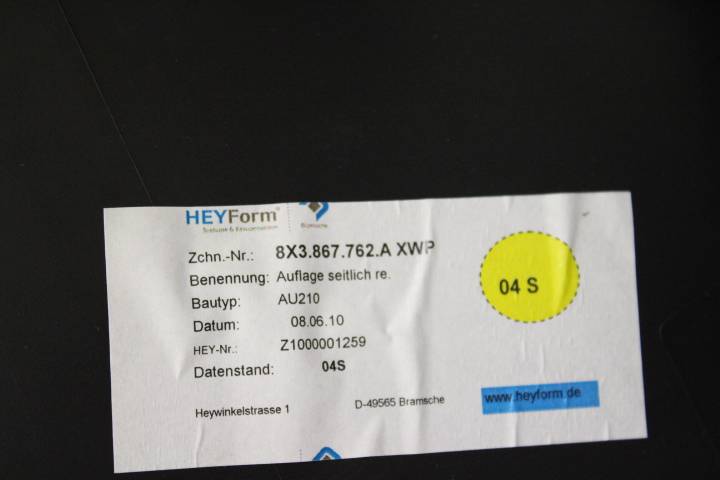 HEYForm®
Bramsche
Zchn.-Nr.: 8X3.867.762.A XWP
Benennung: Auflage seitlich re.
04 S
Bautyp: AU210
Datum: 08.06.10
HEY-Nr.: Z1000001259
Datenstand: 04S
www.heyform.de
Heywinkelstrasse 1 D-49565 Bramsche